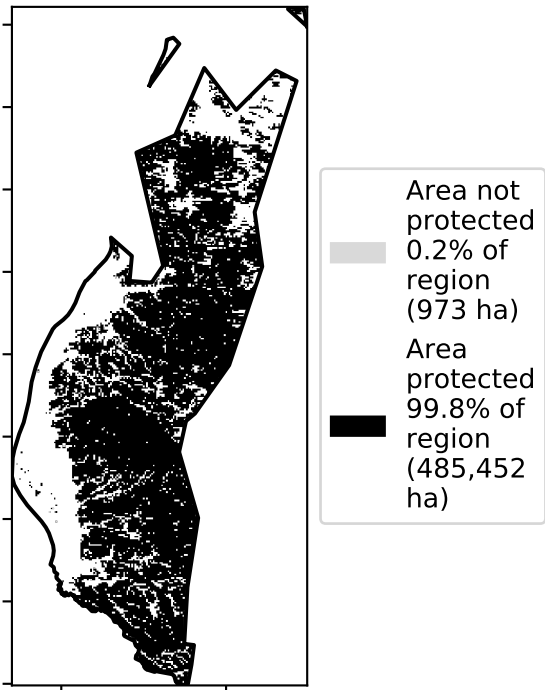 Area not
protected
0.2% of
region
(973 ha)
Area
protected
99.8% of
region
(485,452
ha)